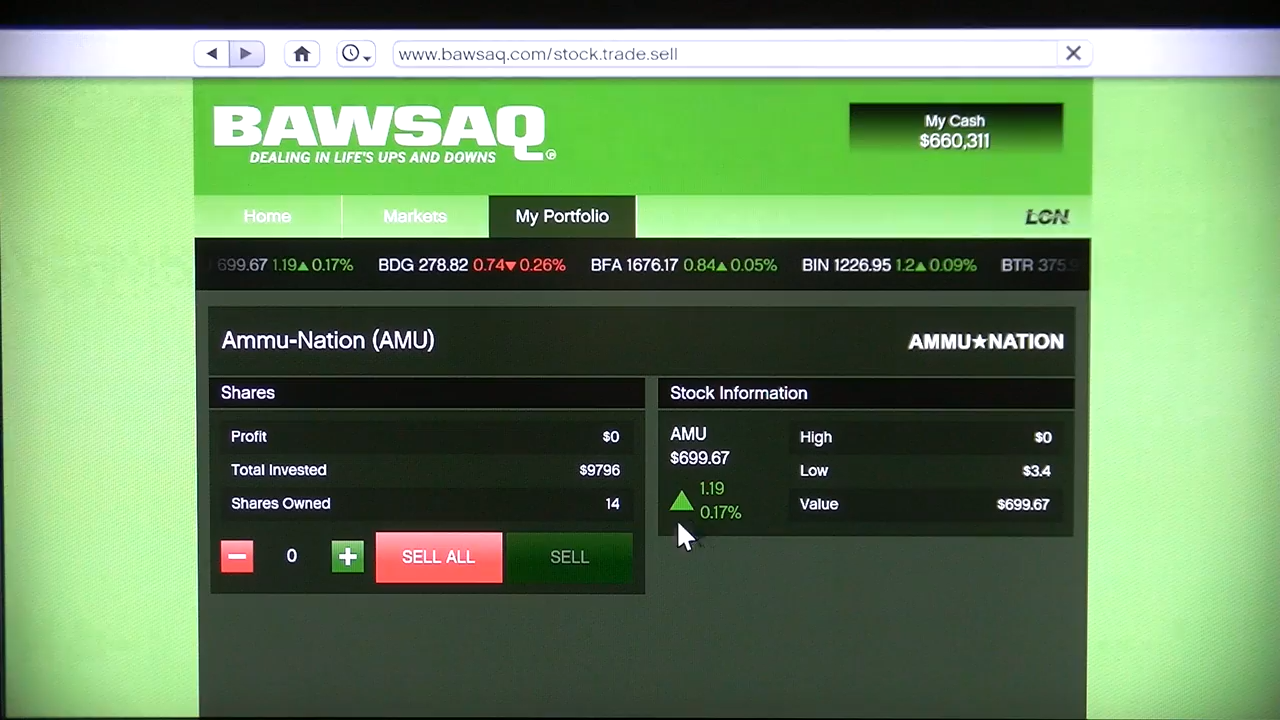 www.bawsaq.com/stock.trade.sell
BAWSAQ®
DEALING IN LIFE'S UPS AND DOWNS
My Cash
$660,311
Home Markets My Portfolio LCN
699.67 1.19▲0.17% BDG 278.82 0.74▼0.26% BFA 1676.17 0.84▲0.05% BIN 1226.95 1.2▲0.09% BTR 375.9
Ammu-Nation (AMU) AMMU★NATION
Shares
Profit $0
Total Invested $9796
Shares Owned 14
− 0 + SELL ALL SELL
Stock Information
AMU
$699.67
1.19
0.17%
High $0
Low $3.4
Value $699.67